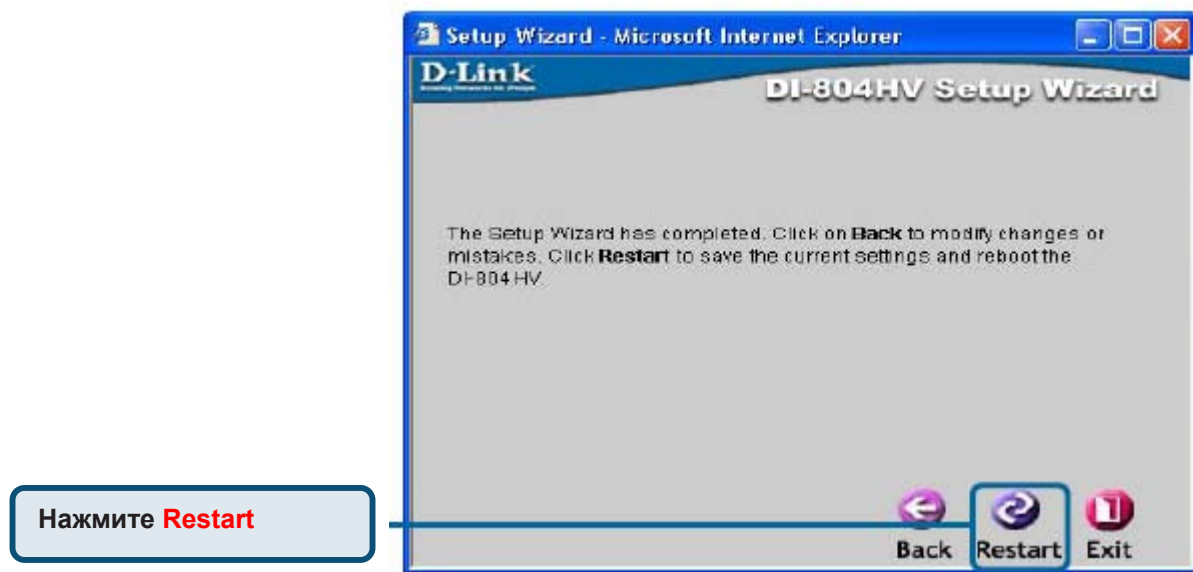 Setup Wizard - Microsoft Internet Explorer
D-Link
DI-804HV Setup Wizard
The Setup Wizard has completed. Click on Back to modify changes or
mistakes. Click Restart to save the current settings and reboot the
DI-804HV.
Нажмите Restart
Back Restart Exit